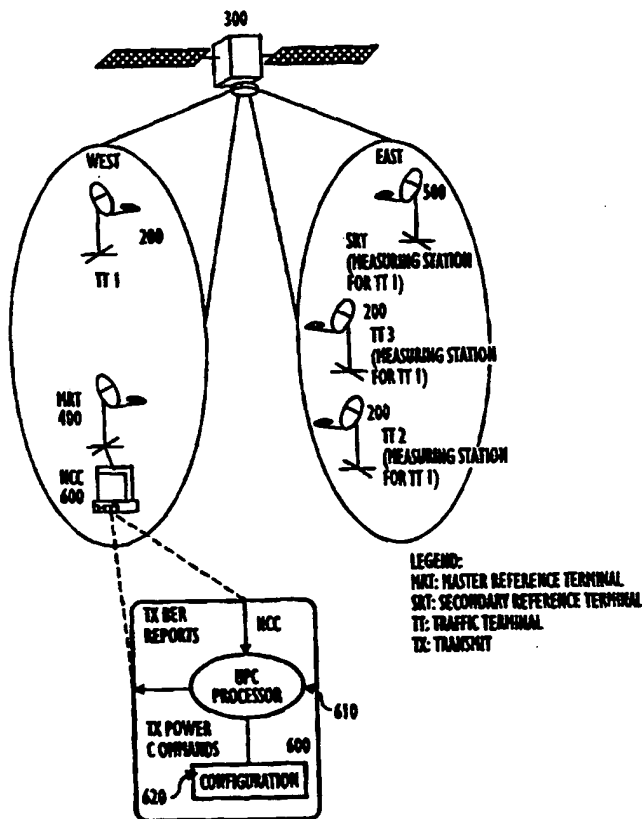 300
WEST
200
TT 1
MRT
400
NCC
600
EAST
500
SRT
(MEASURING STATION
FOR TT 1)
200
TT 3
(MEASURING STATION
FOR TT 1)
200
TT 2
(MEASURING STATION
FOR TT 1)
LEGEND:
MRT: MASTER REFERENCE TERMINAL
SRT: SECONDARY REFERENCE TERMINAL
TT: TRAFFIC TERMINAL
TX: TRANSMIT
TX BER
REPORTS
NCC
UPC
PROCESSOR
610
TX POWER
C OMMANDS
600
CONFIGURATION
620